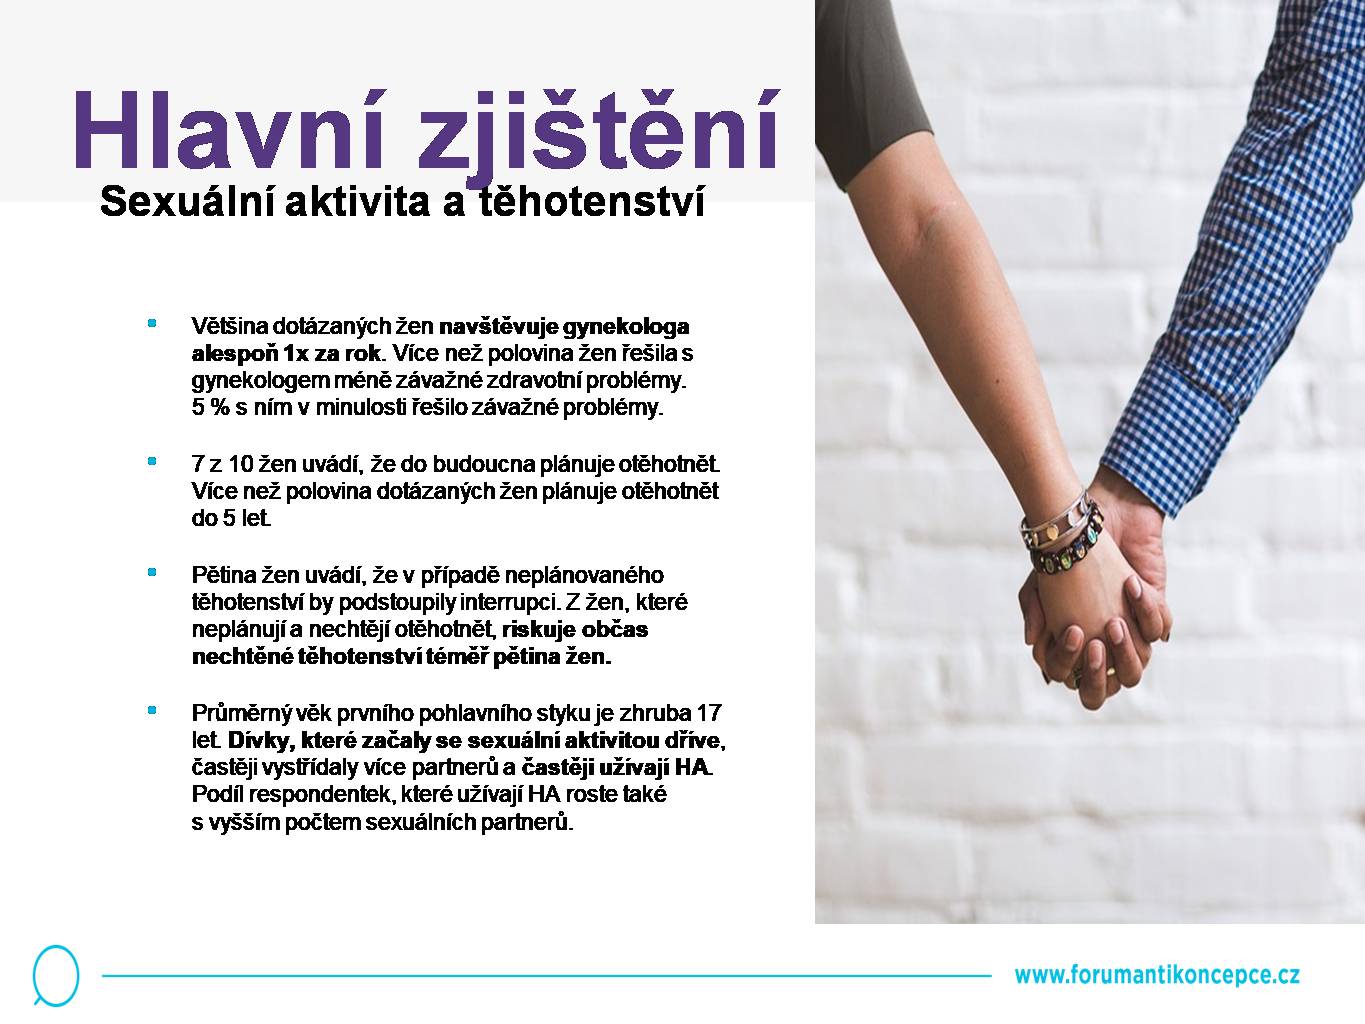 Hlavní zjištění
Sexuální aktivita a těhotenství
Většina dotázaných žen navštěvuje gynekologa
alespoň 1x za rok. Více než polovina žen řešila s
gynekologem méně závažné zdravotní problémy.
5 % s ním v minulosti řešilo závažné problémy.
7 z 10 žen uvádí, že do budoucna plánuje otěhotnět.
Více než polovina dotázaných žen plánuje otěhotnět
do 5 let.
Pětina žen uvádí, že v případě neplánovaného
těhotenství by podstoupily interrupci. Z žen, které
neplánují a nechtějí otěhotnět, riskuje občas
nechtěné těhotenství téměř pětina žen.
Průměrný věk prvního pohlavního styku je zhruba 17
let. Dívky, které začaly se sexuální aktivitou dříve,
častěji vystřídaly více partnerů a častěji užívají HA.
Podíl respondentek, které užívají HA roste také
s vyšším počtem sexuálních partnerů.
www.forumantikoncepce.cz